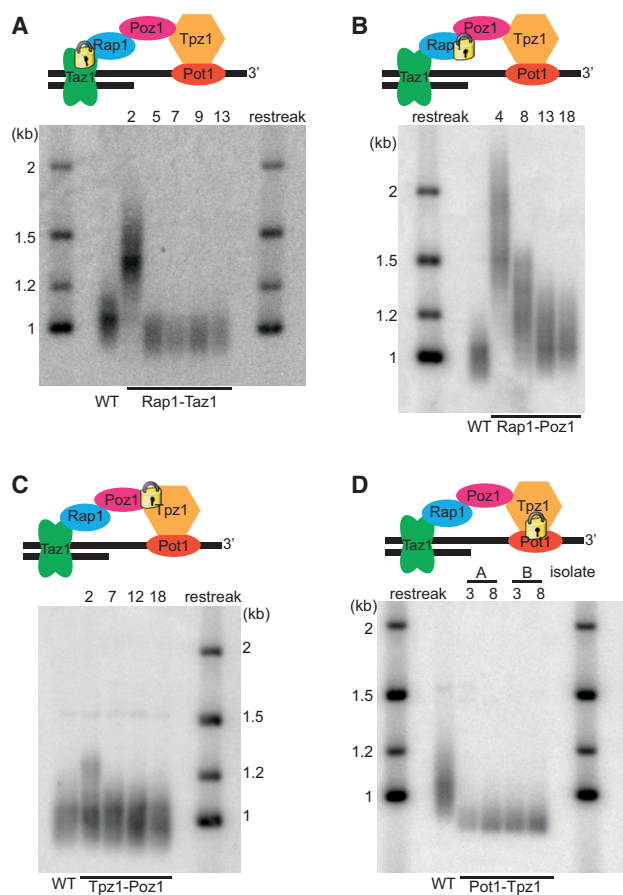 A
Poz1
Rap1
Tpz1
Taz1
Pot1
3’
2 5 7 9 13 restreak
(kb)
2
1.5
1.2
1
WT
Rap1-Taz1
B
Poz1
Rap1
Tpz1
Taz1
Pot1
3’
restreak 4 8 13 18
(kb)
2
1.5
1.2
1
WT Rap1-Poz1
C
Poz1
Rap1
Tpz1
Taz1
Pot1
3’
2 7 12 18 restreak
(kb)
2
1.5
1.2
1
WT
Tpz1-Poz1
D
Poz1
Rap1
Tpz1
Taz1
Pot1
3’
A B isolate
restreak 3 8 3 8
(kb)
2
1.5
1.2
1
WT
Pot1-Tpz1